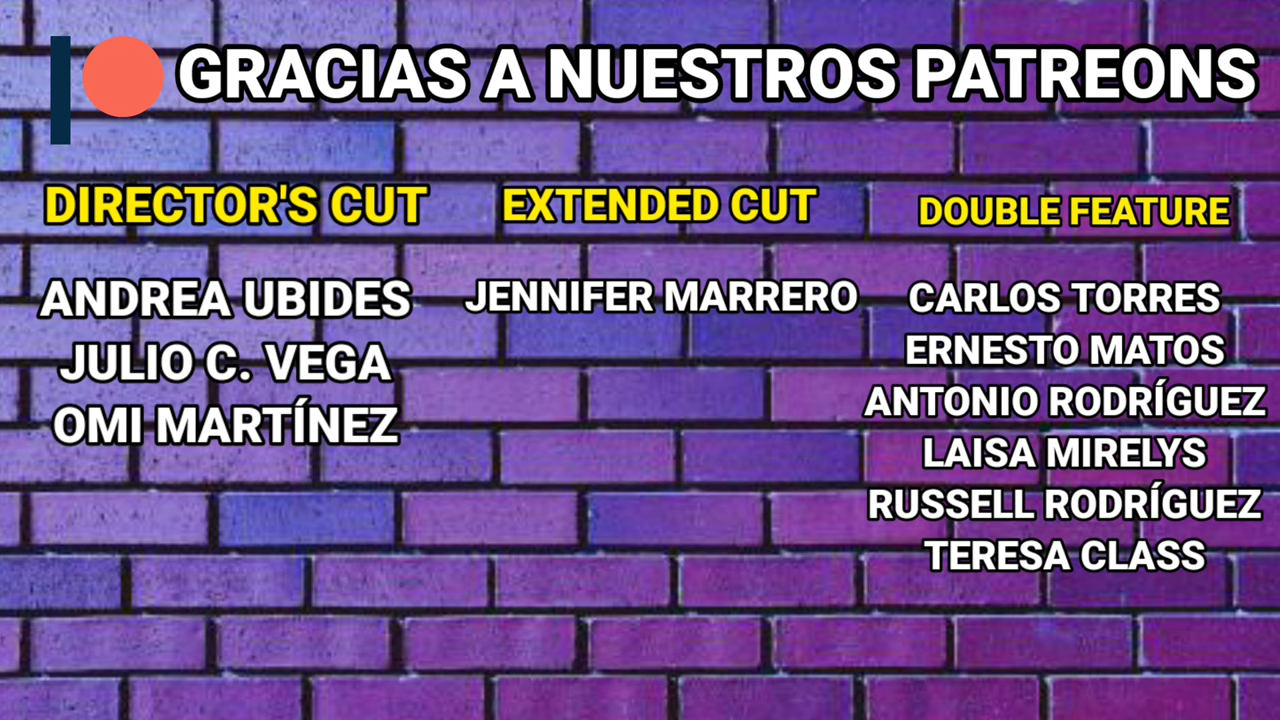 GRACIAS A NUESTROS PATREONS
DIRECTOR'S CUT
ANDREA UBIDES
JULIO C. VEGA
OMI MARTÍNEZ
EXTENDED CUT
JENNIFER MARRERO
DOUBLE FEATURE
CARLOS TORRES
ERNESTO MATOS
ANTONIO RODRÍGUEZ
LAISA MIRELYS
RUSSELL RODRÍGUEZ
TERESA CLASS